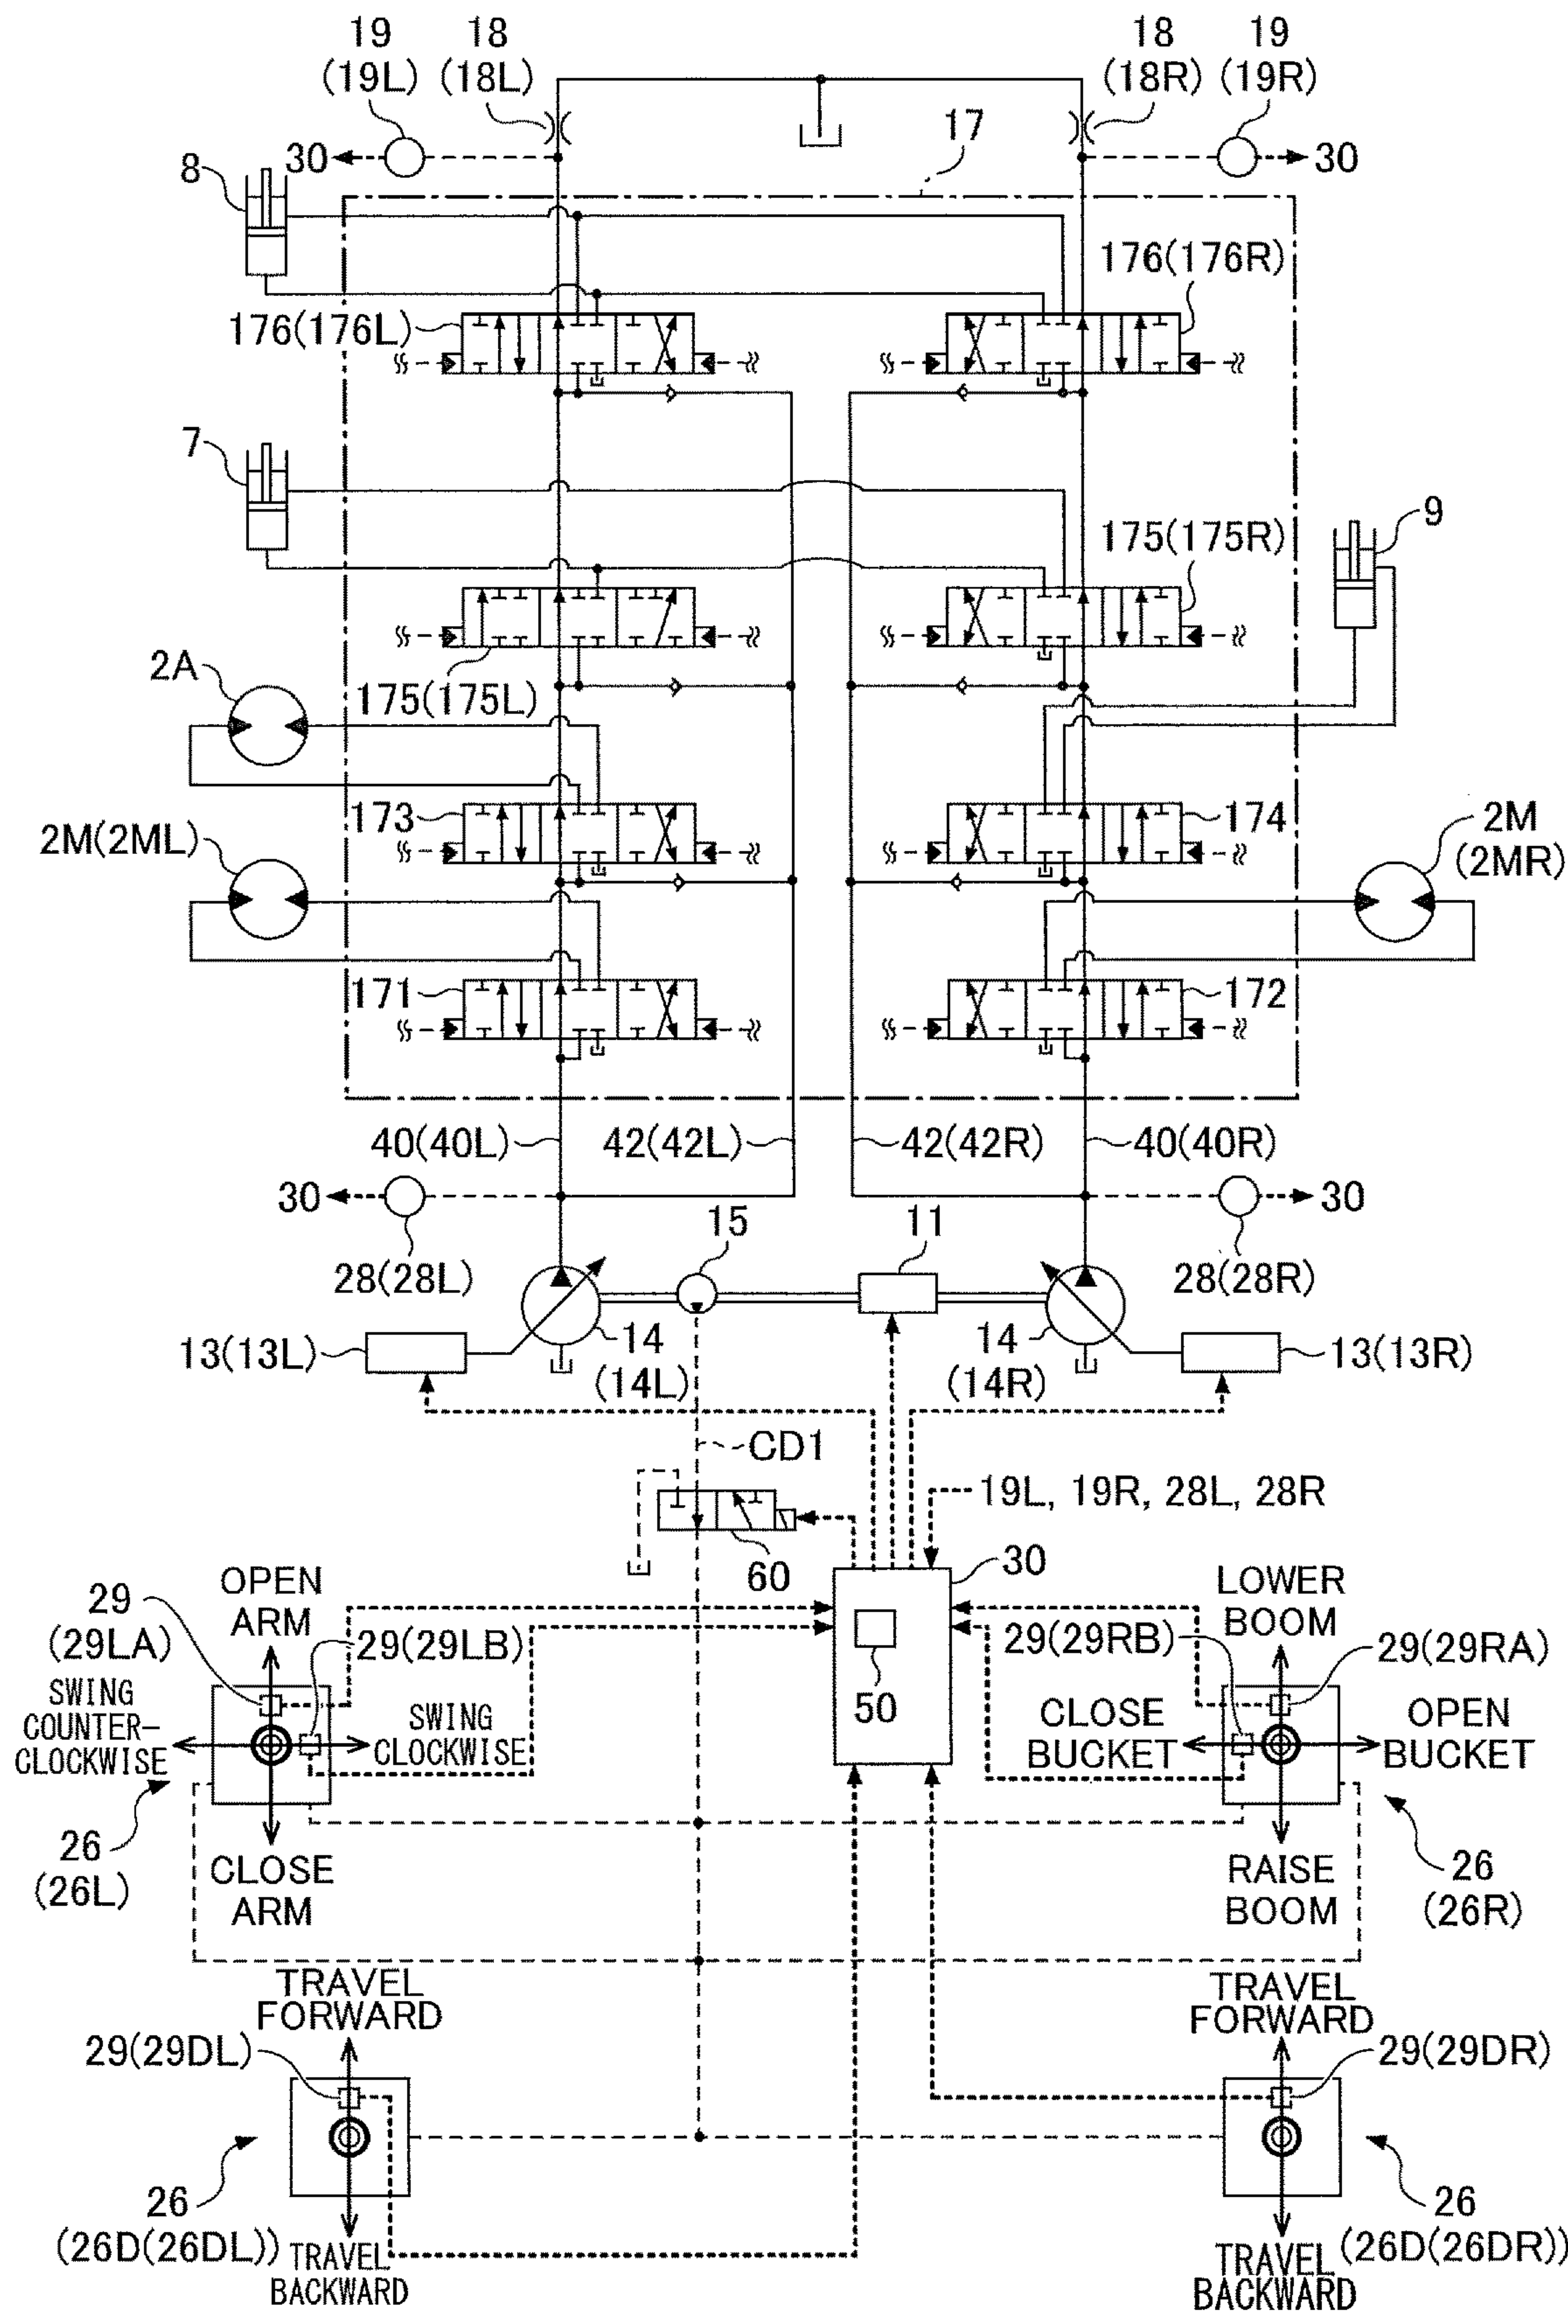 19
(19L)
18
(18L)
18
(18R)
19
(19R)
17
30
30
8
176(176R)
176(176L)
7
9
175(175R)
2A
175(175L)
173
174
2M(2ML)
2M
(2MR)
171
172
40(40L)
42(42L)
42(42R)
40(40R)
30
30
15
11
28(28L)
28(28R)
13(13L)
14
(14L)
14
(14R)
13(13R)
CD1
19L, 19R, 28L, 28R
60
30
OPEN
ARM
LOWER
BOOM
29
(29LA)
29(29LB)
29(29RB)
29(29RA)
50
SWING
COUNTER-
CLOCKWISE
SWING
CLOCKWISE
CLOSE
BUCKET
OPEN
BUCKET
26
(26L)
CLOSE
ARM
RAISE
BOOM
26
(26R)
TRAVEL
FORWARD
TRAVEL
FORWARD
29(29DL)
29(29DR)
26
(26D(26DL))
TRAVEL
BACKWARD
26
(26D(26DR))
TRAVEL
BACKWARD